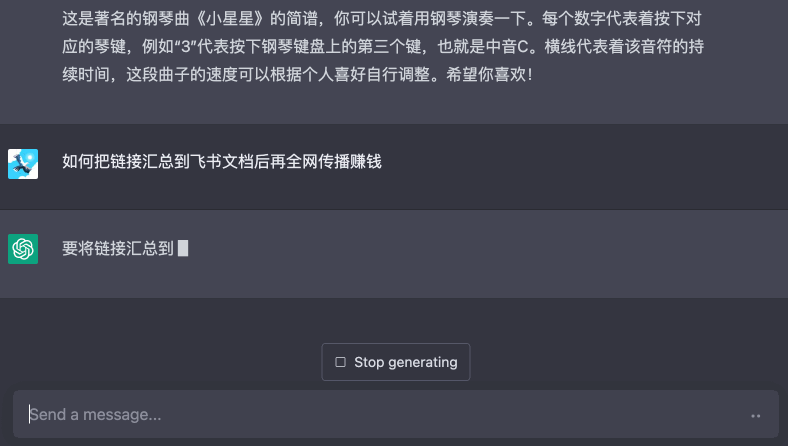 这是著名的钢琴曲《小星星》的简谱，你可以试着用钢琴演奏一下。每个数字代表着按下对
应的琴键，例如“3”代表按下钢琴键盘上的第三个键，也就是中音C。横线代表着该音符的持
续时间，这段曲子的速度可以根据个人喜好自行调整。希望你喜欢！
如何把链接汇总到飞书文档后再全网传播赚钱
要将链接汇总到
Stop generating
Send a message...